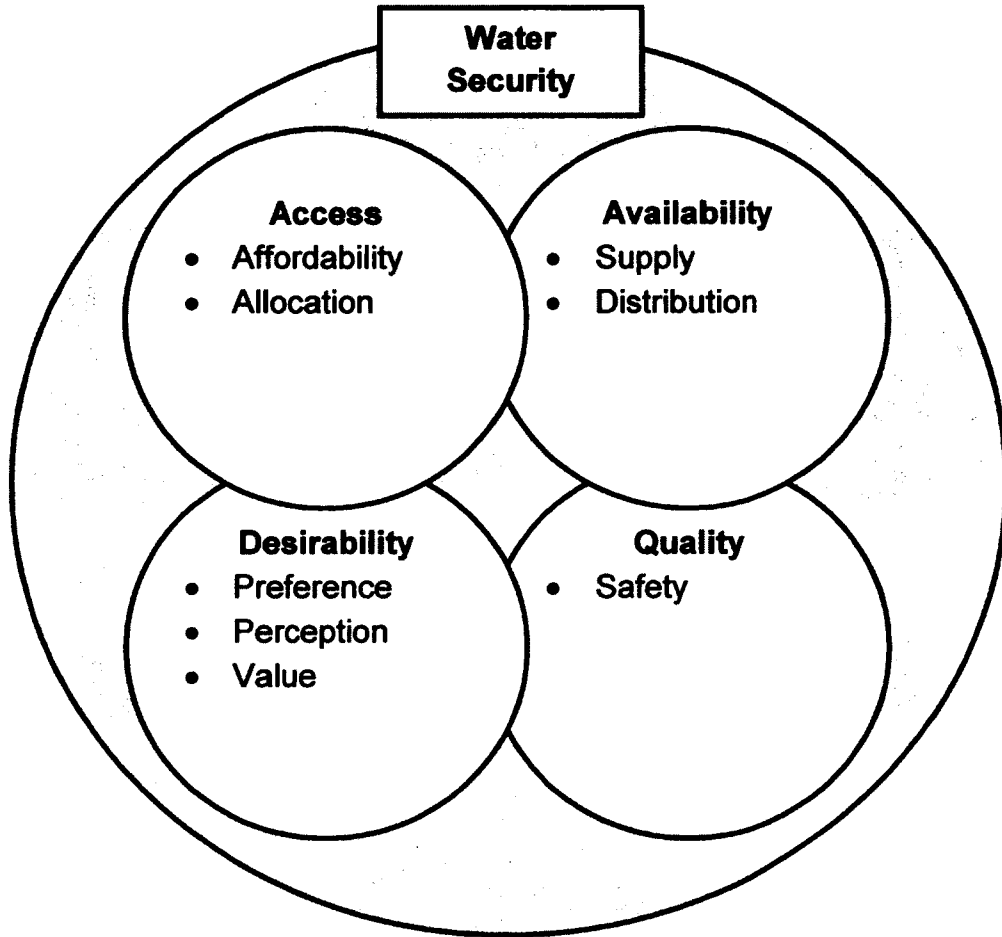 Water
Security
Access
• Affordability
• Allocation
Availability
• Supply
• Distribution
Desirability
• Preference
• Perception
• Value
Quality
• Safety